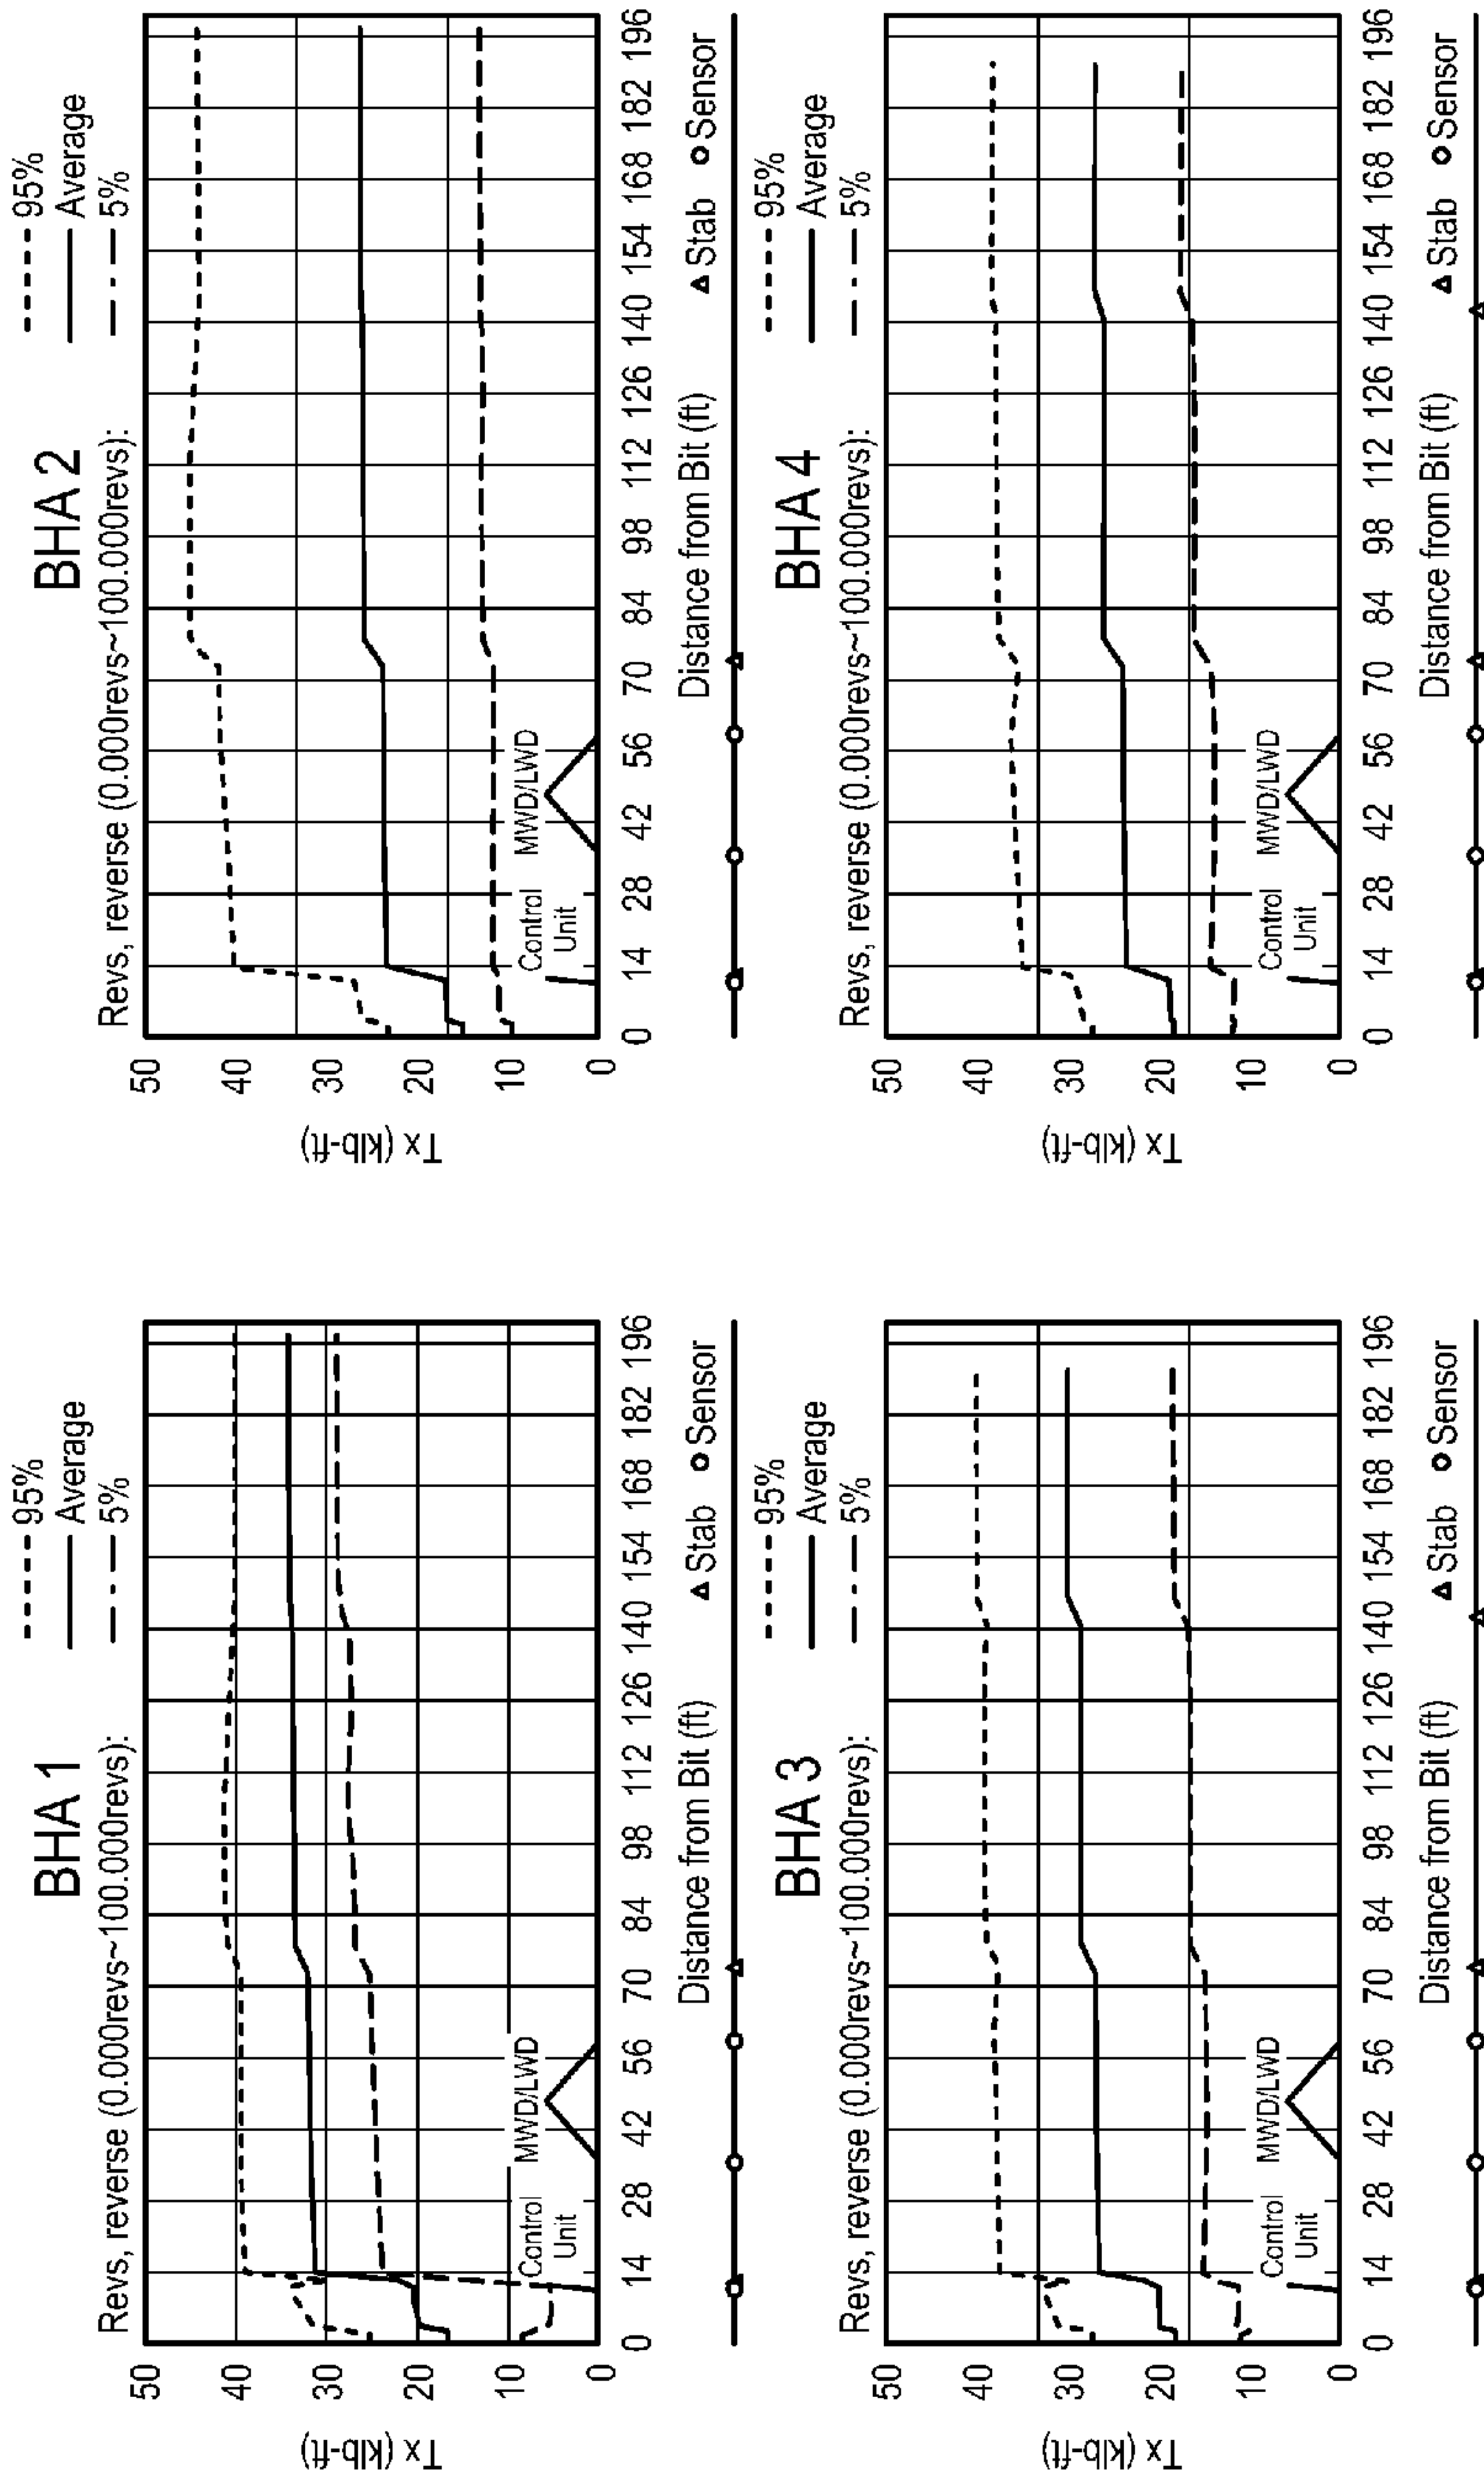 BHA 1
Revs, reverse (0.000revs~100.000revs):
95%
Average
5%
Tx (klb-ft)
50
40
30
20
10
0
Control
Unit
MWD/LWD
0 14 28 42 56 70 84 98 112 126 140 154 168 182 196
Distance from Bit (ft)
Stab
Sensor
BHA 2
Revs, reverse (0.000revs~100.000revs):
95%
Average
5%
Tx (klb-ft)
50
40
30
20
10
0
Control
Unit
MWD/LWD
0 14 28 42 56 70 84 98 112 126 140 154 168 182 196
Distance from Bit (ft)
Stab
Sensor
BHA 3
Revs, reverse (0.000revs~100.000revs):
95%
Average
5%
Tx (klb-ft)
50
40
30
20
10
0
Control
Unit
MWD/LWD
0 14 28 42 56 70 84 98 112 126 140 154 168 182 196
Distance from Bit (ft)
Stab
Sensor
BHA 4
Revs, reverse (0.000revs~100.000revs):
95%
Average
5%
Tx (klb-ft)
50
40
30
20
10
0
Control
Unit
MWD/LWD
0 14 28 42 56 70 84 98 112 126 140 154 168 182 196
Distance from Bit (ft)
Stab
Sensor